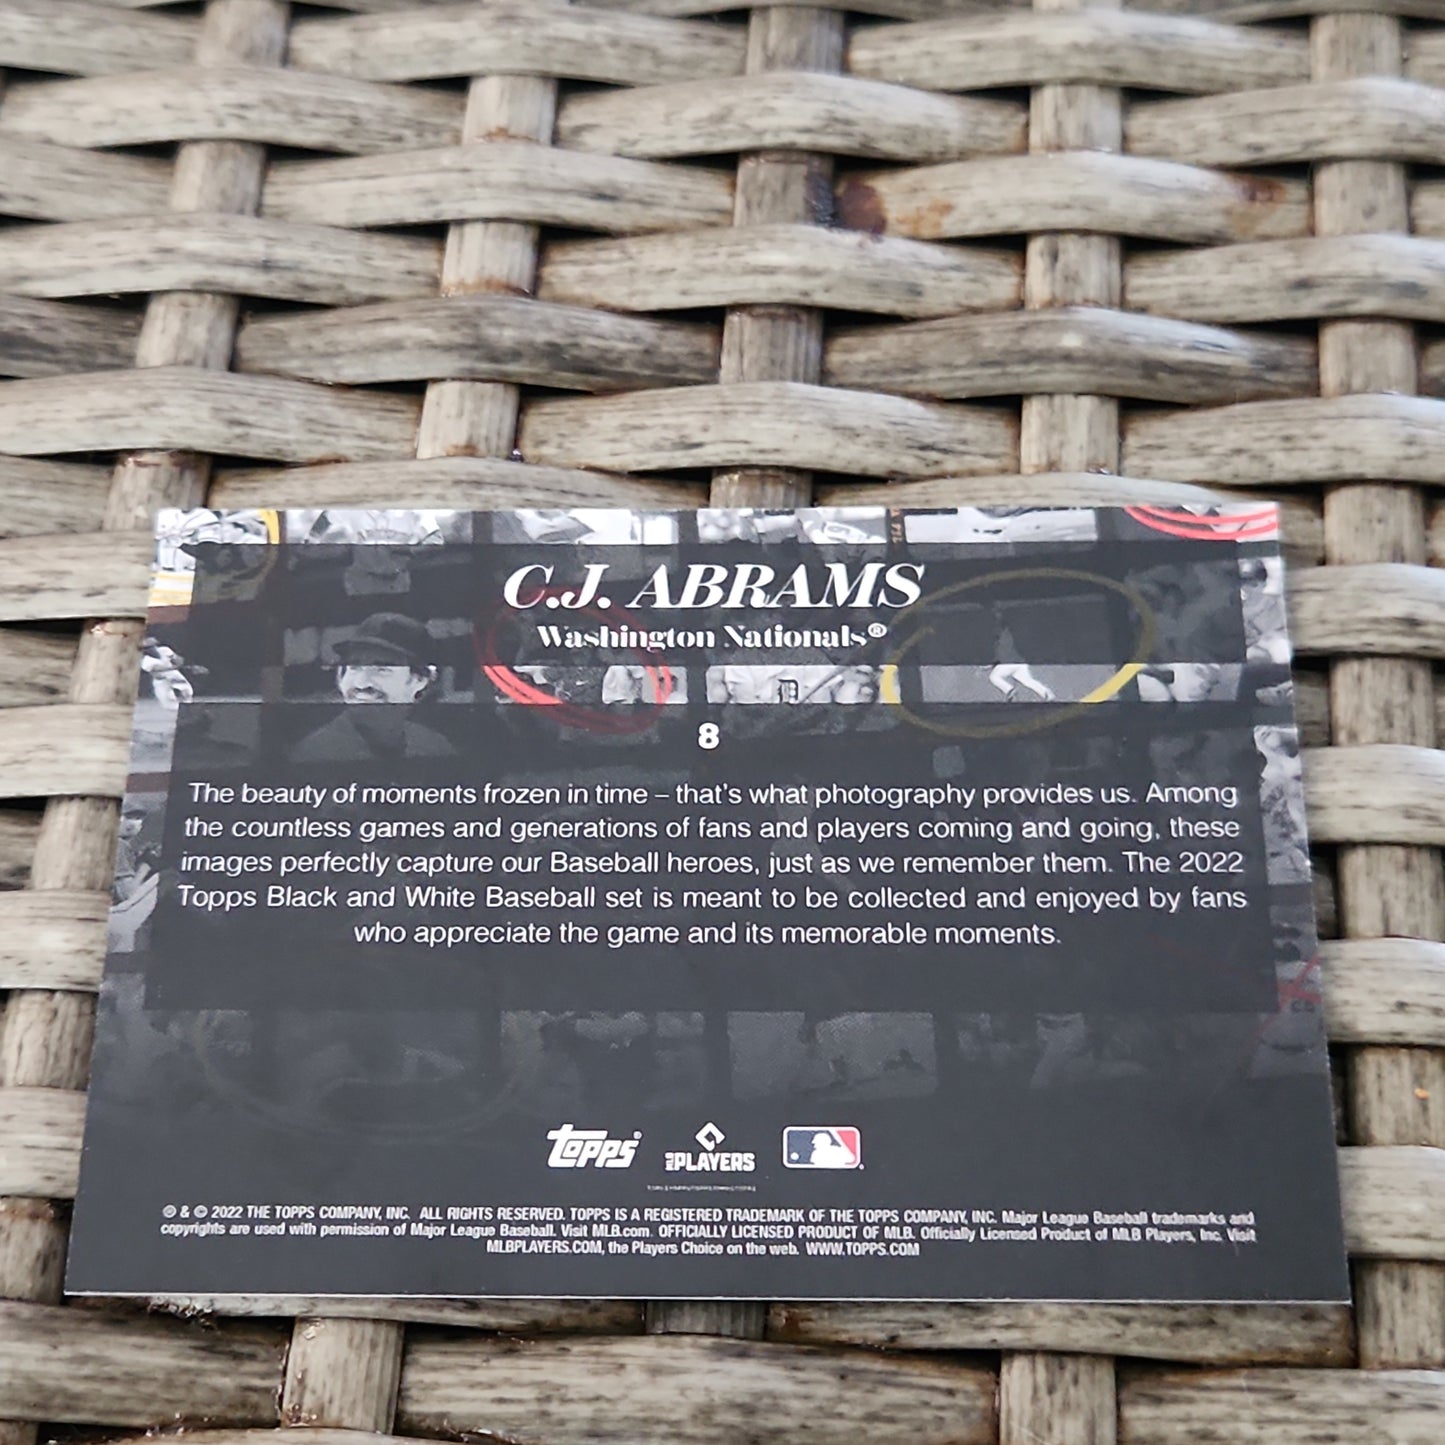 C.J. ABRAMS
Washington Nationals®
8
The beauty of moments frozen in time – that's what photography provides us. Among
the countless games and generations of fans and players coming and going, these
images perfectly capture our Baseball heroes, just as we remember them. The 2022
Topps Black and White Baseball set is meant to be collected and enjoyed by fans
who appreciate the game and its memorable moments.
topps® MLB PLAYERS
® & © 2022 THE TOPPS COMPANY, INC. ALL RIGHTS RESERVED. TOPPS IS A REGISTERED TRADEMARK OF THE TOPPS COMPANY, INC. Major League Baseball trademarks and
copyrights are used with permission of Major League Baseball. Visit MLB.com. OFFICIALLY LICENSED PRODUCT OF MLB. Officially Licensed Product of MLB Players, Inc. Visit
MLBPLAYERS.COM, the Players Choice on the web. WWW.TOPPS.COM